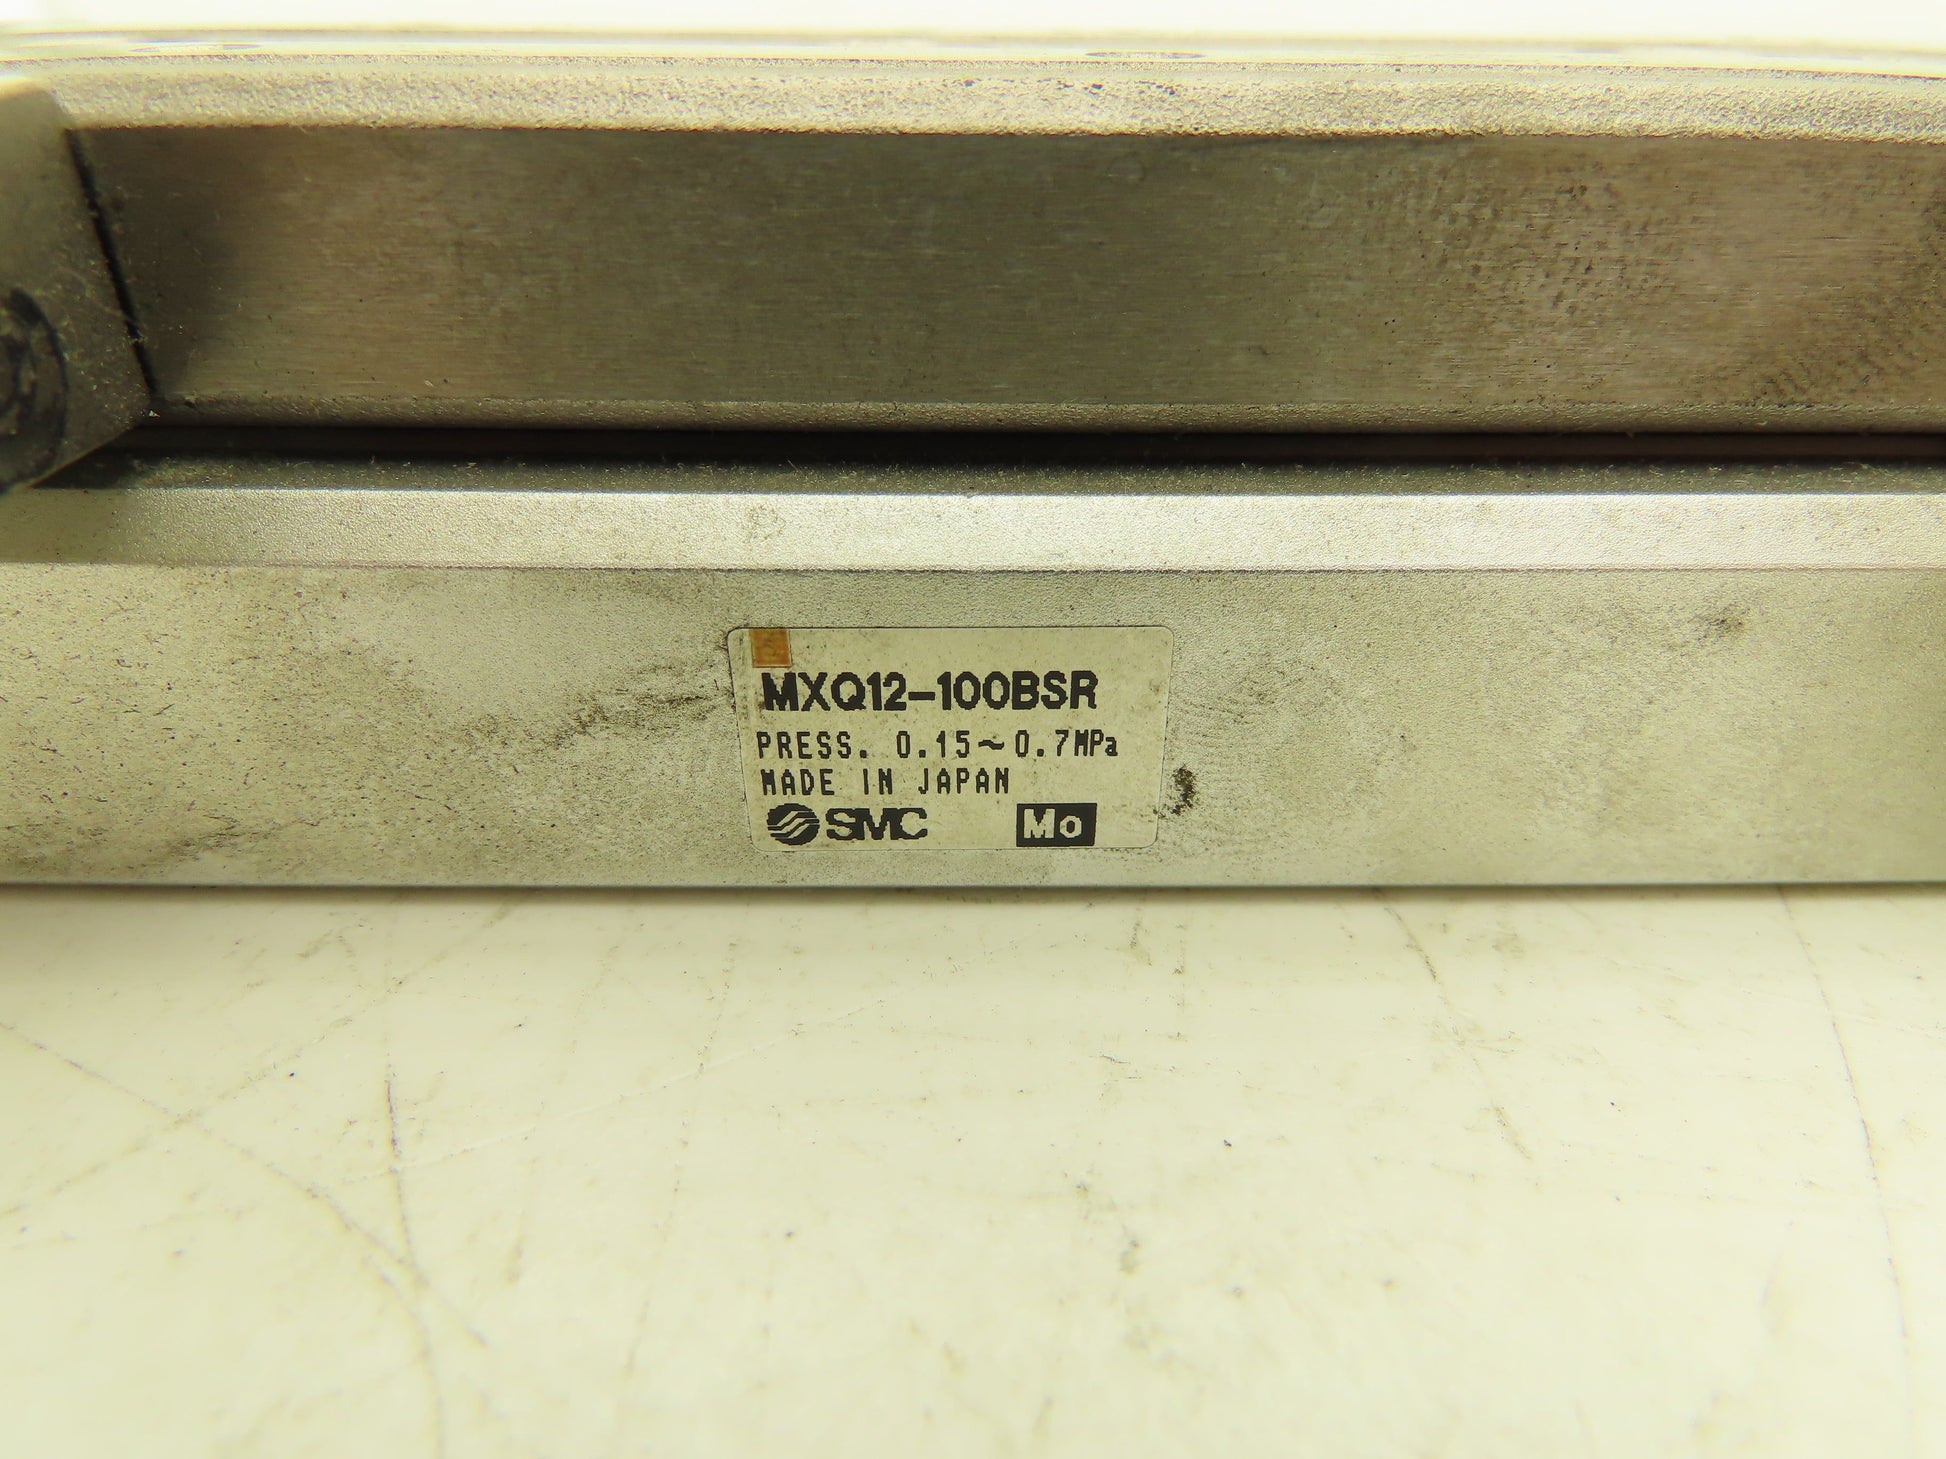 MXQ12-100BSR
PRESS. 0.15~0.7MPa
MADE IN JAPAN
SMC Mo